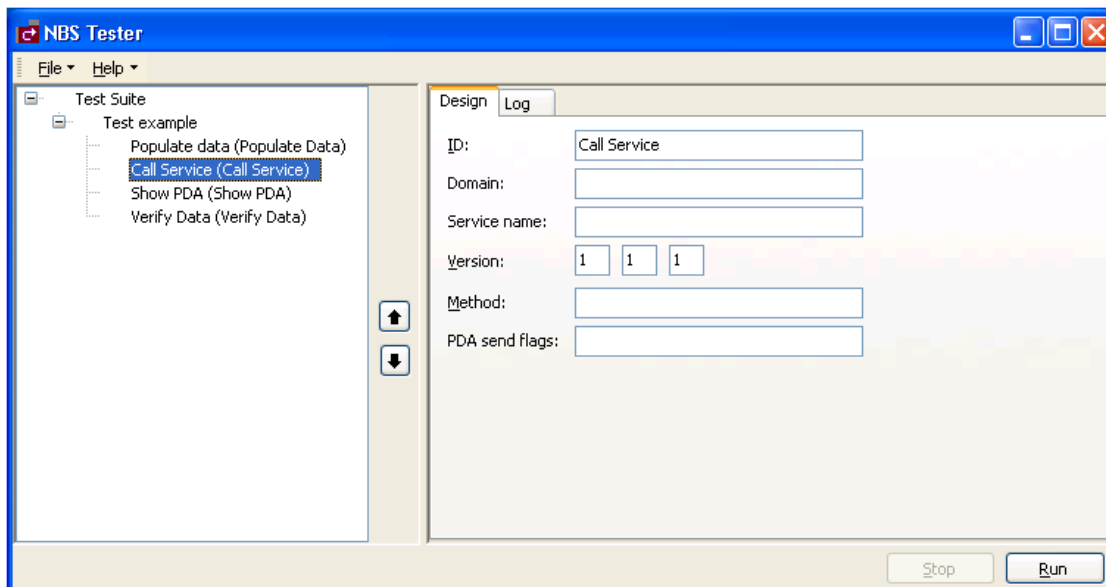 NBS Tester
File Help
Test Suite
Test example
Populate data (Populate Data)
Call Service (Call Service)
Show PDA (Show PDA)
Verify Data (Verify Data)
Design Log
ID: Call Service
Domain:
Service name:
Version: 1 1 1
Method:
PDA send flags:
Stop Run